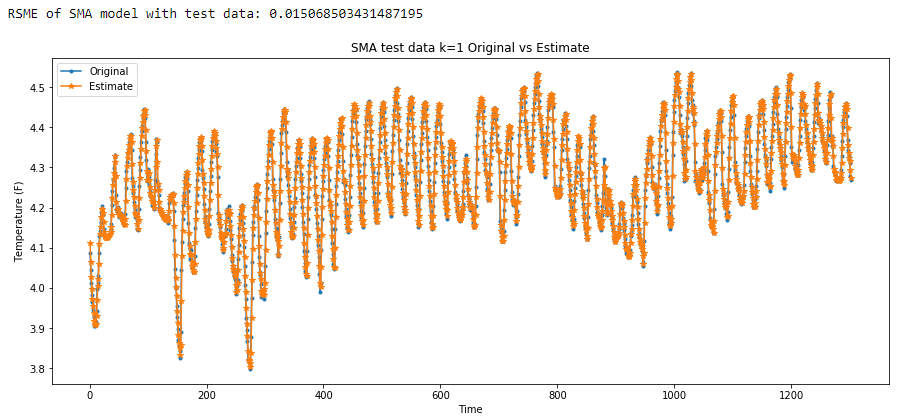 RSME of SMA model with test data: 0.015068503431487195
SMA test data k=1 Original vs Estimate
Original
Estimate
Temperature (F)
4.5
4.4
4.3
4.2
4.1
4.0
3.9
3.8
0 200 400 600 800 1000 1200
Time